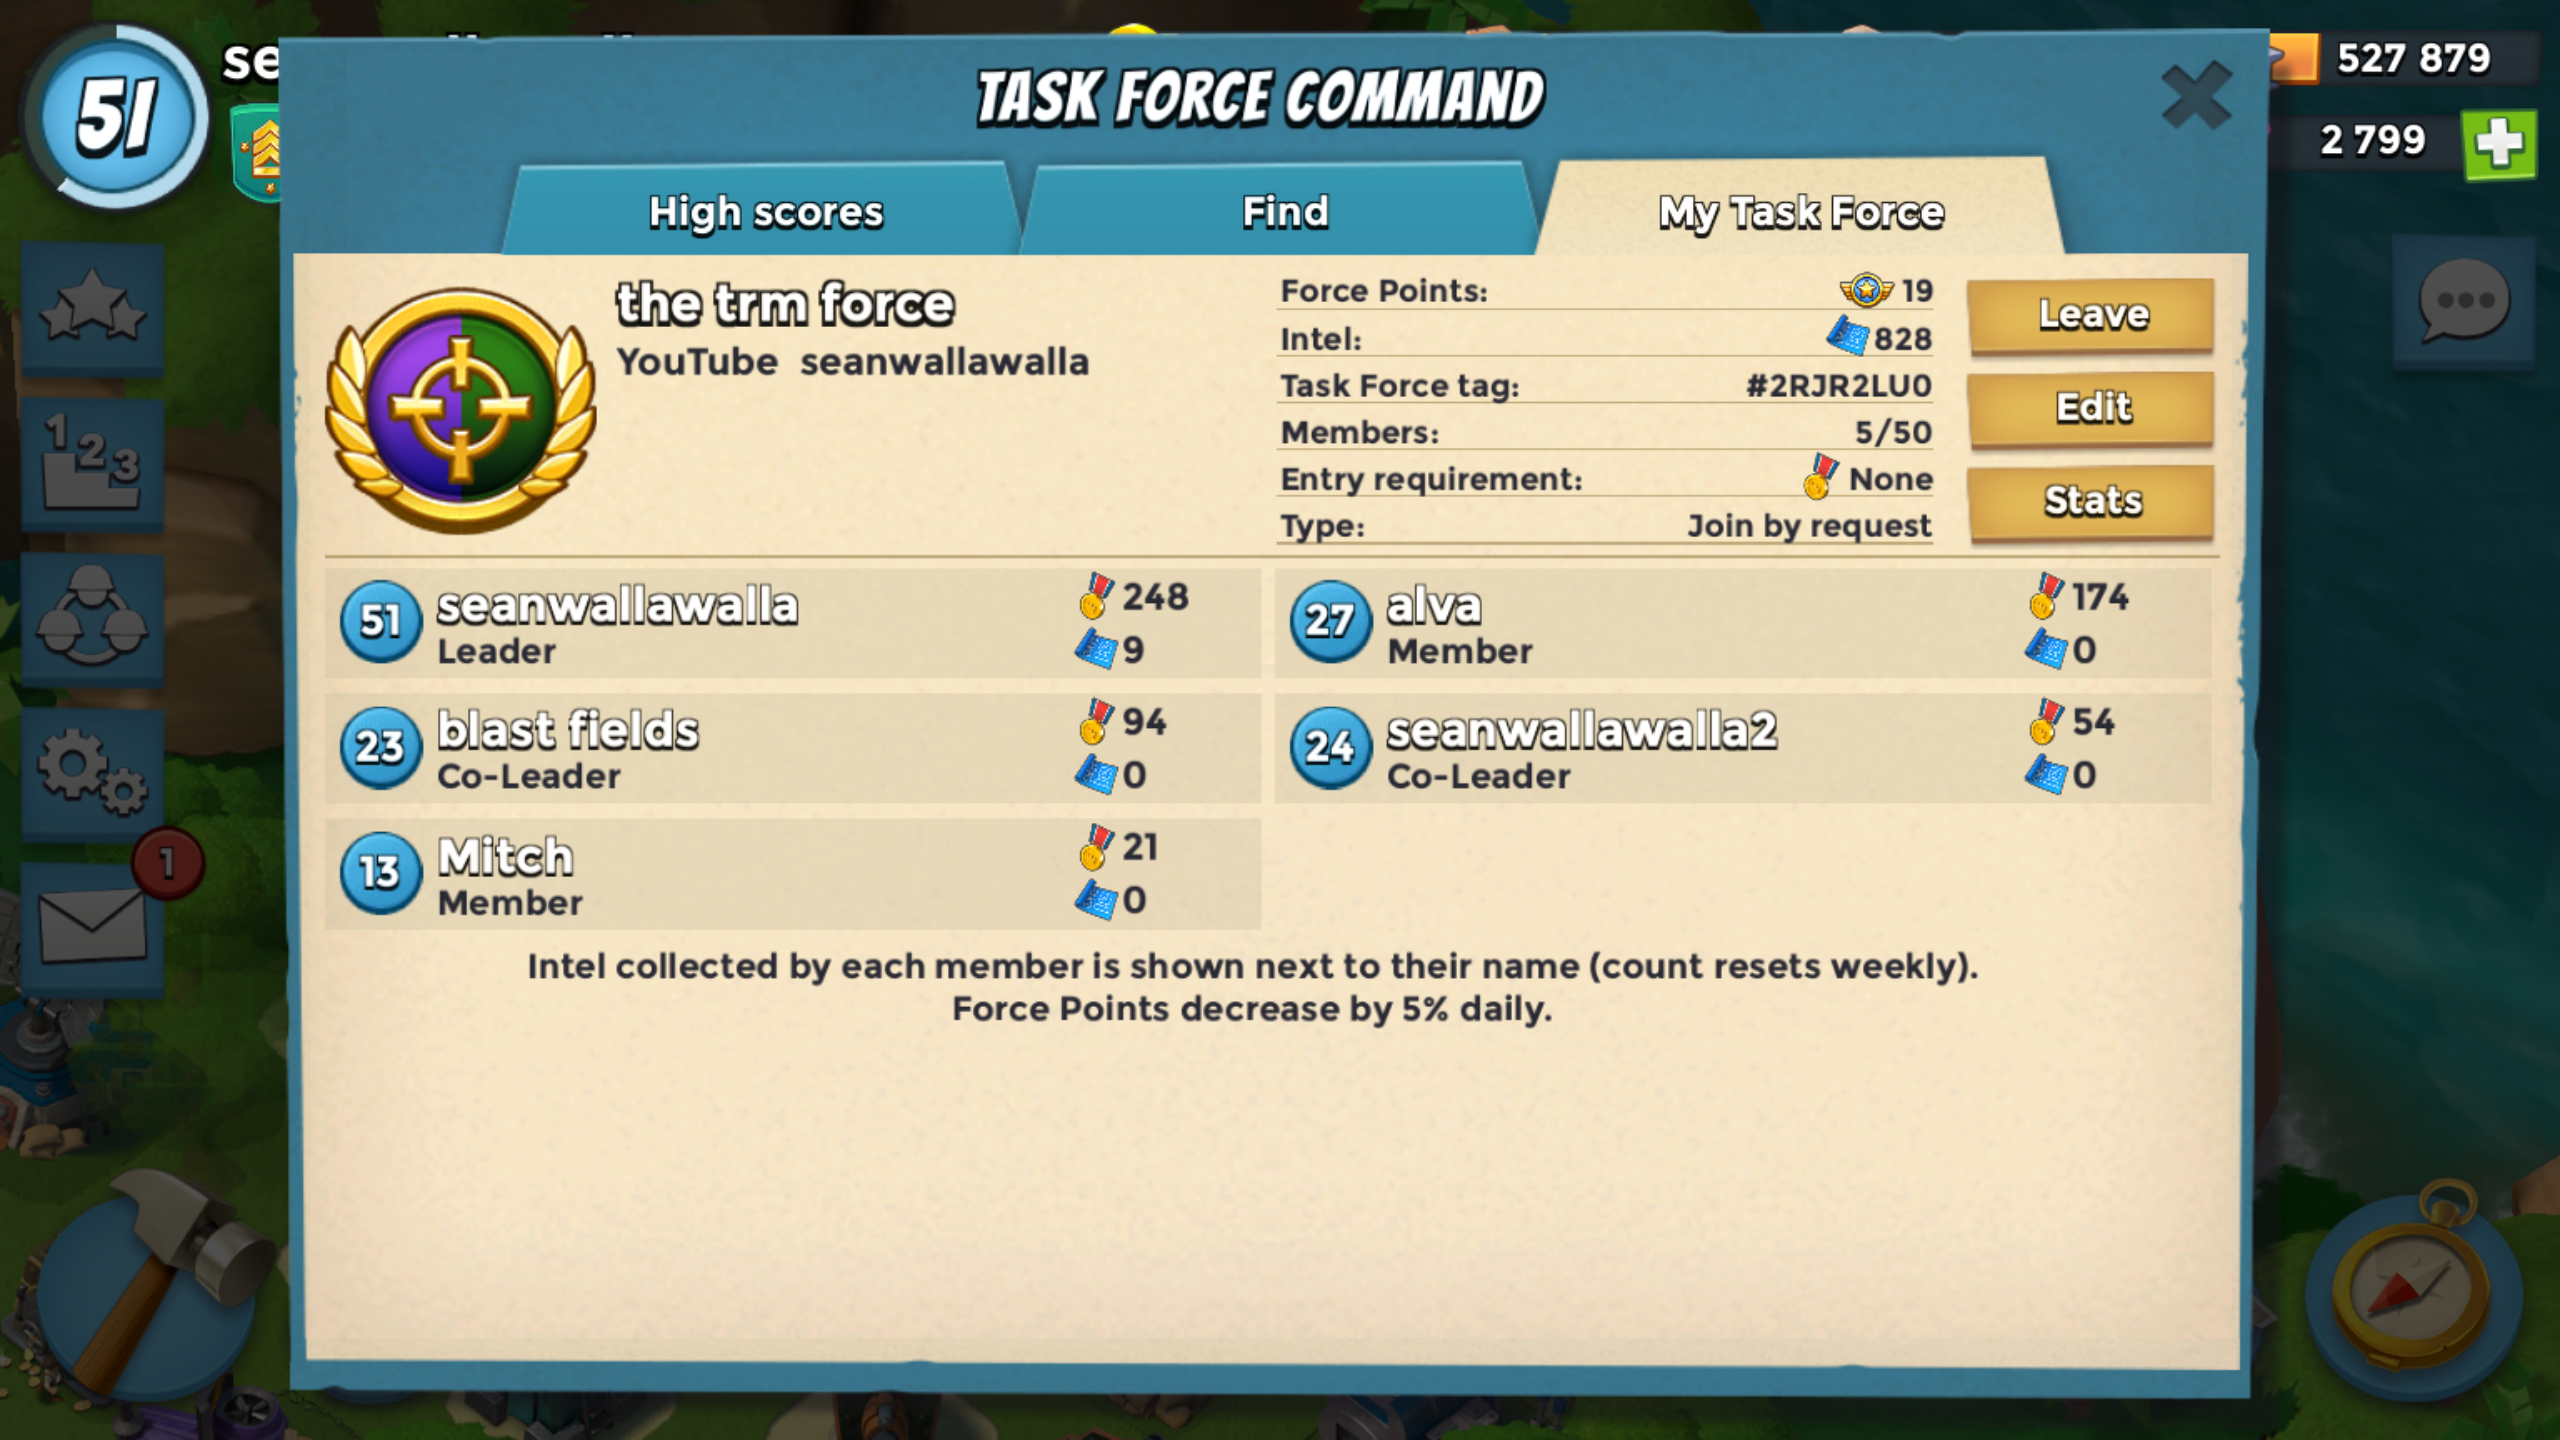 51
se
527 879
2 799
TASK FORCE COMMAND
High scores
Find
My Task Force
the trm force
YouTube seanwallawalla
Force Points: 19
Intel: 828
Task Force tag: #2RJR2LU0
Members: 5/50
Entry requirement: None
Type: Join by request
Leave
Edit
Stats
51 seanwallawalla 248
Leader 9
27 alva 174
Member 0
23 blast fields 94
Co-Leader 0
24 seanwallawalla2 54
Co-Leader 0
13 Mitch 21
Member 0
Intel collected by each member is shown next to their name (count resets weekly).
Force Points decrease by 5% daily.
1 2 3
1